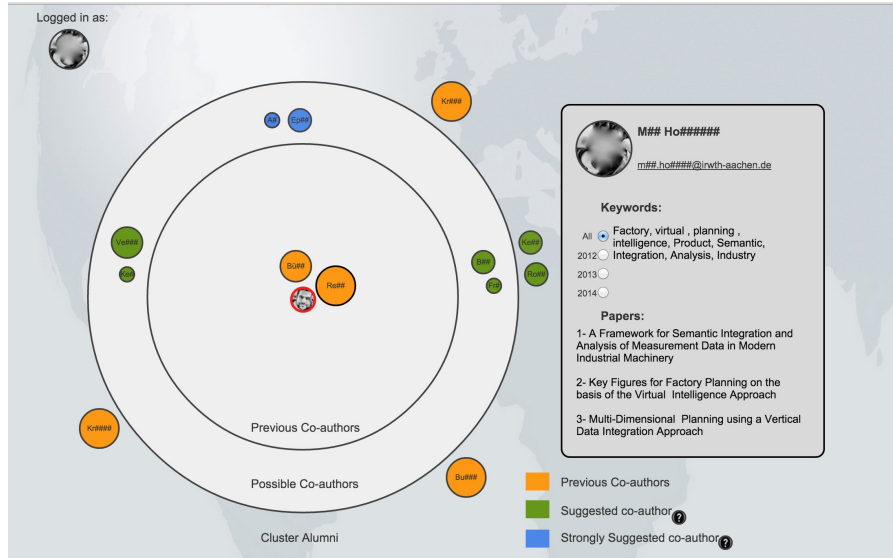 Logged in as:
Kr###
A#
Ep##
M## Ho######
m##.ho####@irwth-aachen.de
Keywords:
All
Factory, virtual , planning ,
intelligence, Product, Semantic,
Integration, Analysis, Industry
2012
2013
2014
Ve###
Ke#
Bü##
Re##
B##
Fr#
Ke##
Ro##
Papers:
1- A Framework for Semantic Integration and
Analysis of Measurement Data in Modern
Industrial Machinery
2- Key Figures for Factory Planning on the
basis of the Virtual Intelligence Approach
3- Multi-Dimensional Planning using a Vertical
Data Integration Approach
Kr####
Previous Co-authors
Bu###
Possible Co-authors
Cluster Alumni
Previous Co-authors
Suggested co-author ?
Strongly Suggested co-author ?